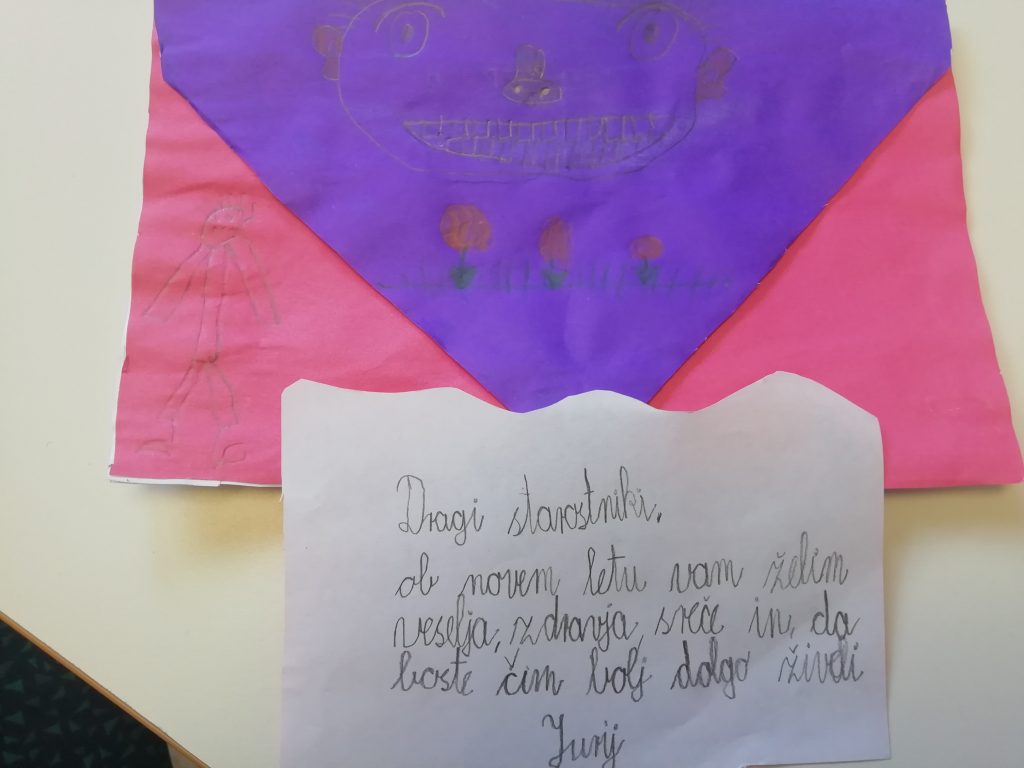 Dragi starostniki,
ob novem letu vam želim
veselja, zdravja, sreče in, da
boste čim bolj dolgo živeli
Jurij